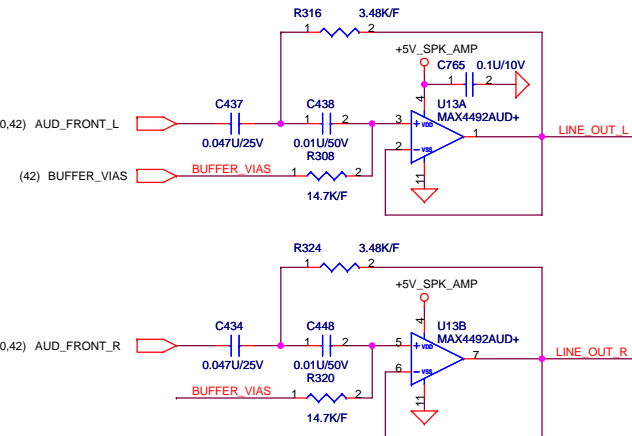 R316 3.48K/F
1 2
+5V_SPK_AMP
C765 0.1U/10V
1 2
C437 C438 4 U13A
MAX4492AUD+
0,42) AUD_FRONT_L 1 2 3 + VDD 1 LINE_OUT_L
0.047U/25V 0.01U/50V 2 - VSS
R308
(42) BUFFER_VIAS BUFFER_VIAS 1 2 11
14.7K/F
R324 3.48K/F
1 2
+5V_SPK_AMP
C434 C448 4 U13B
MAX4492AUD+
0,42) AUD_FRONT_R 1 2 5 + VDD 7 LINE_OUT_R
0.047U/25V 0.01U/50V 6 - VSS
R320
BUFFER_VIAS 1 2 11
14.7K/F